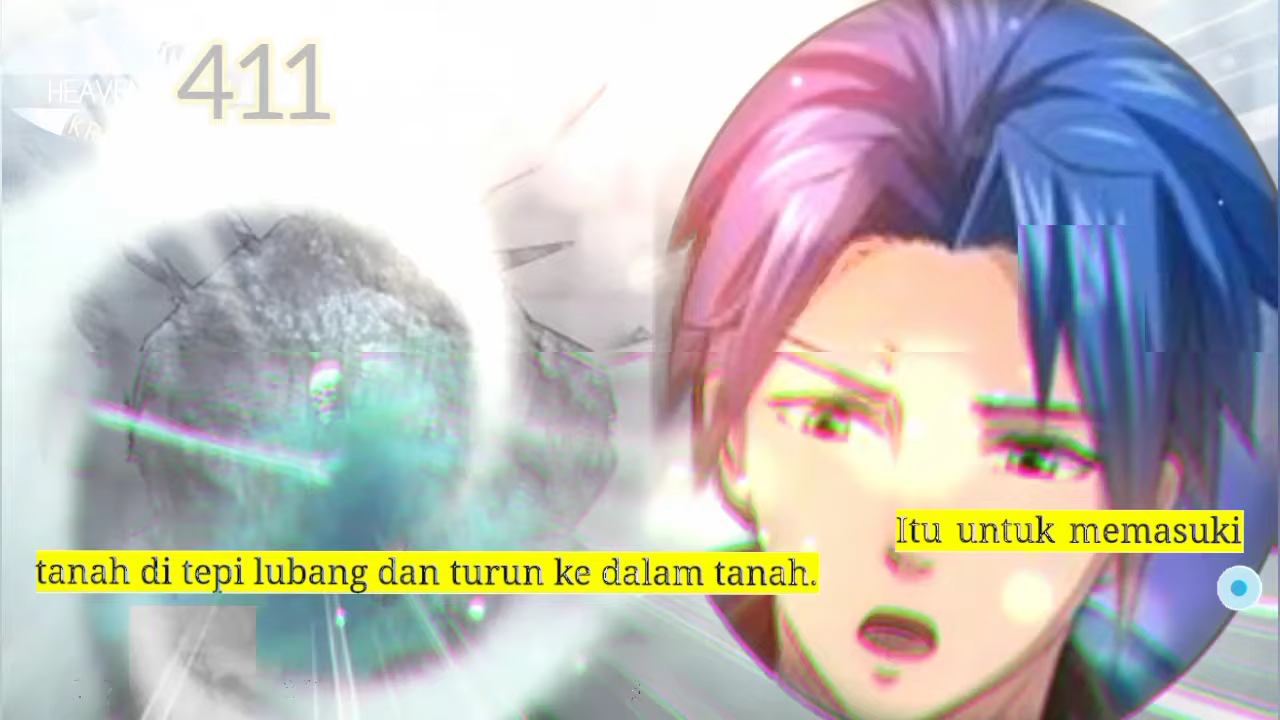 411
Itu untuk memasuki
tanah di tepi lubang dan turun ke dalam tanah.